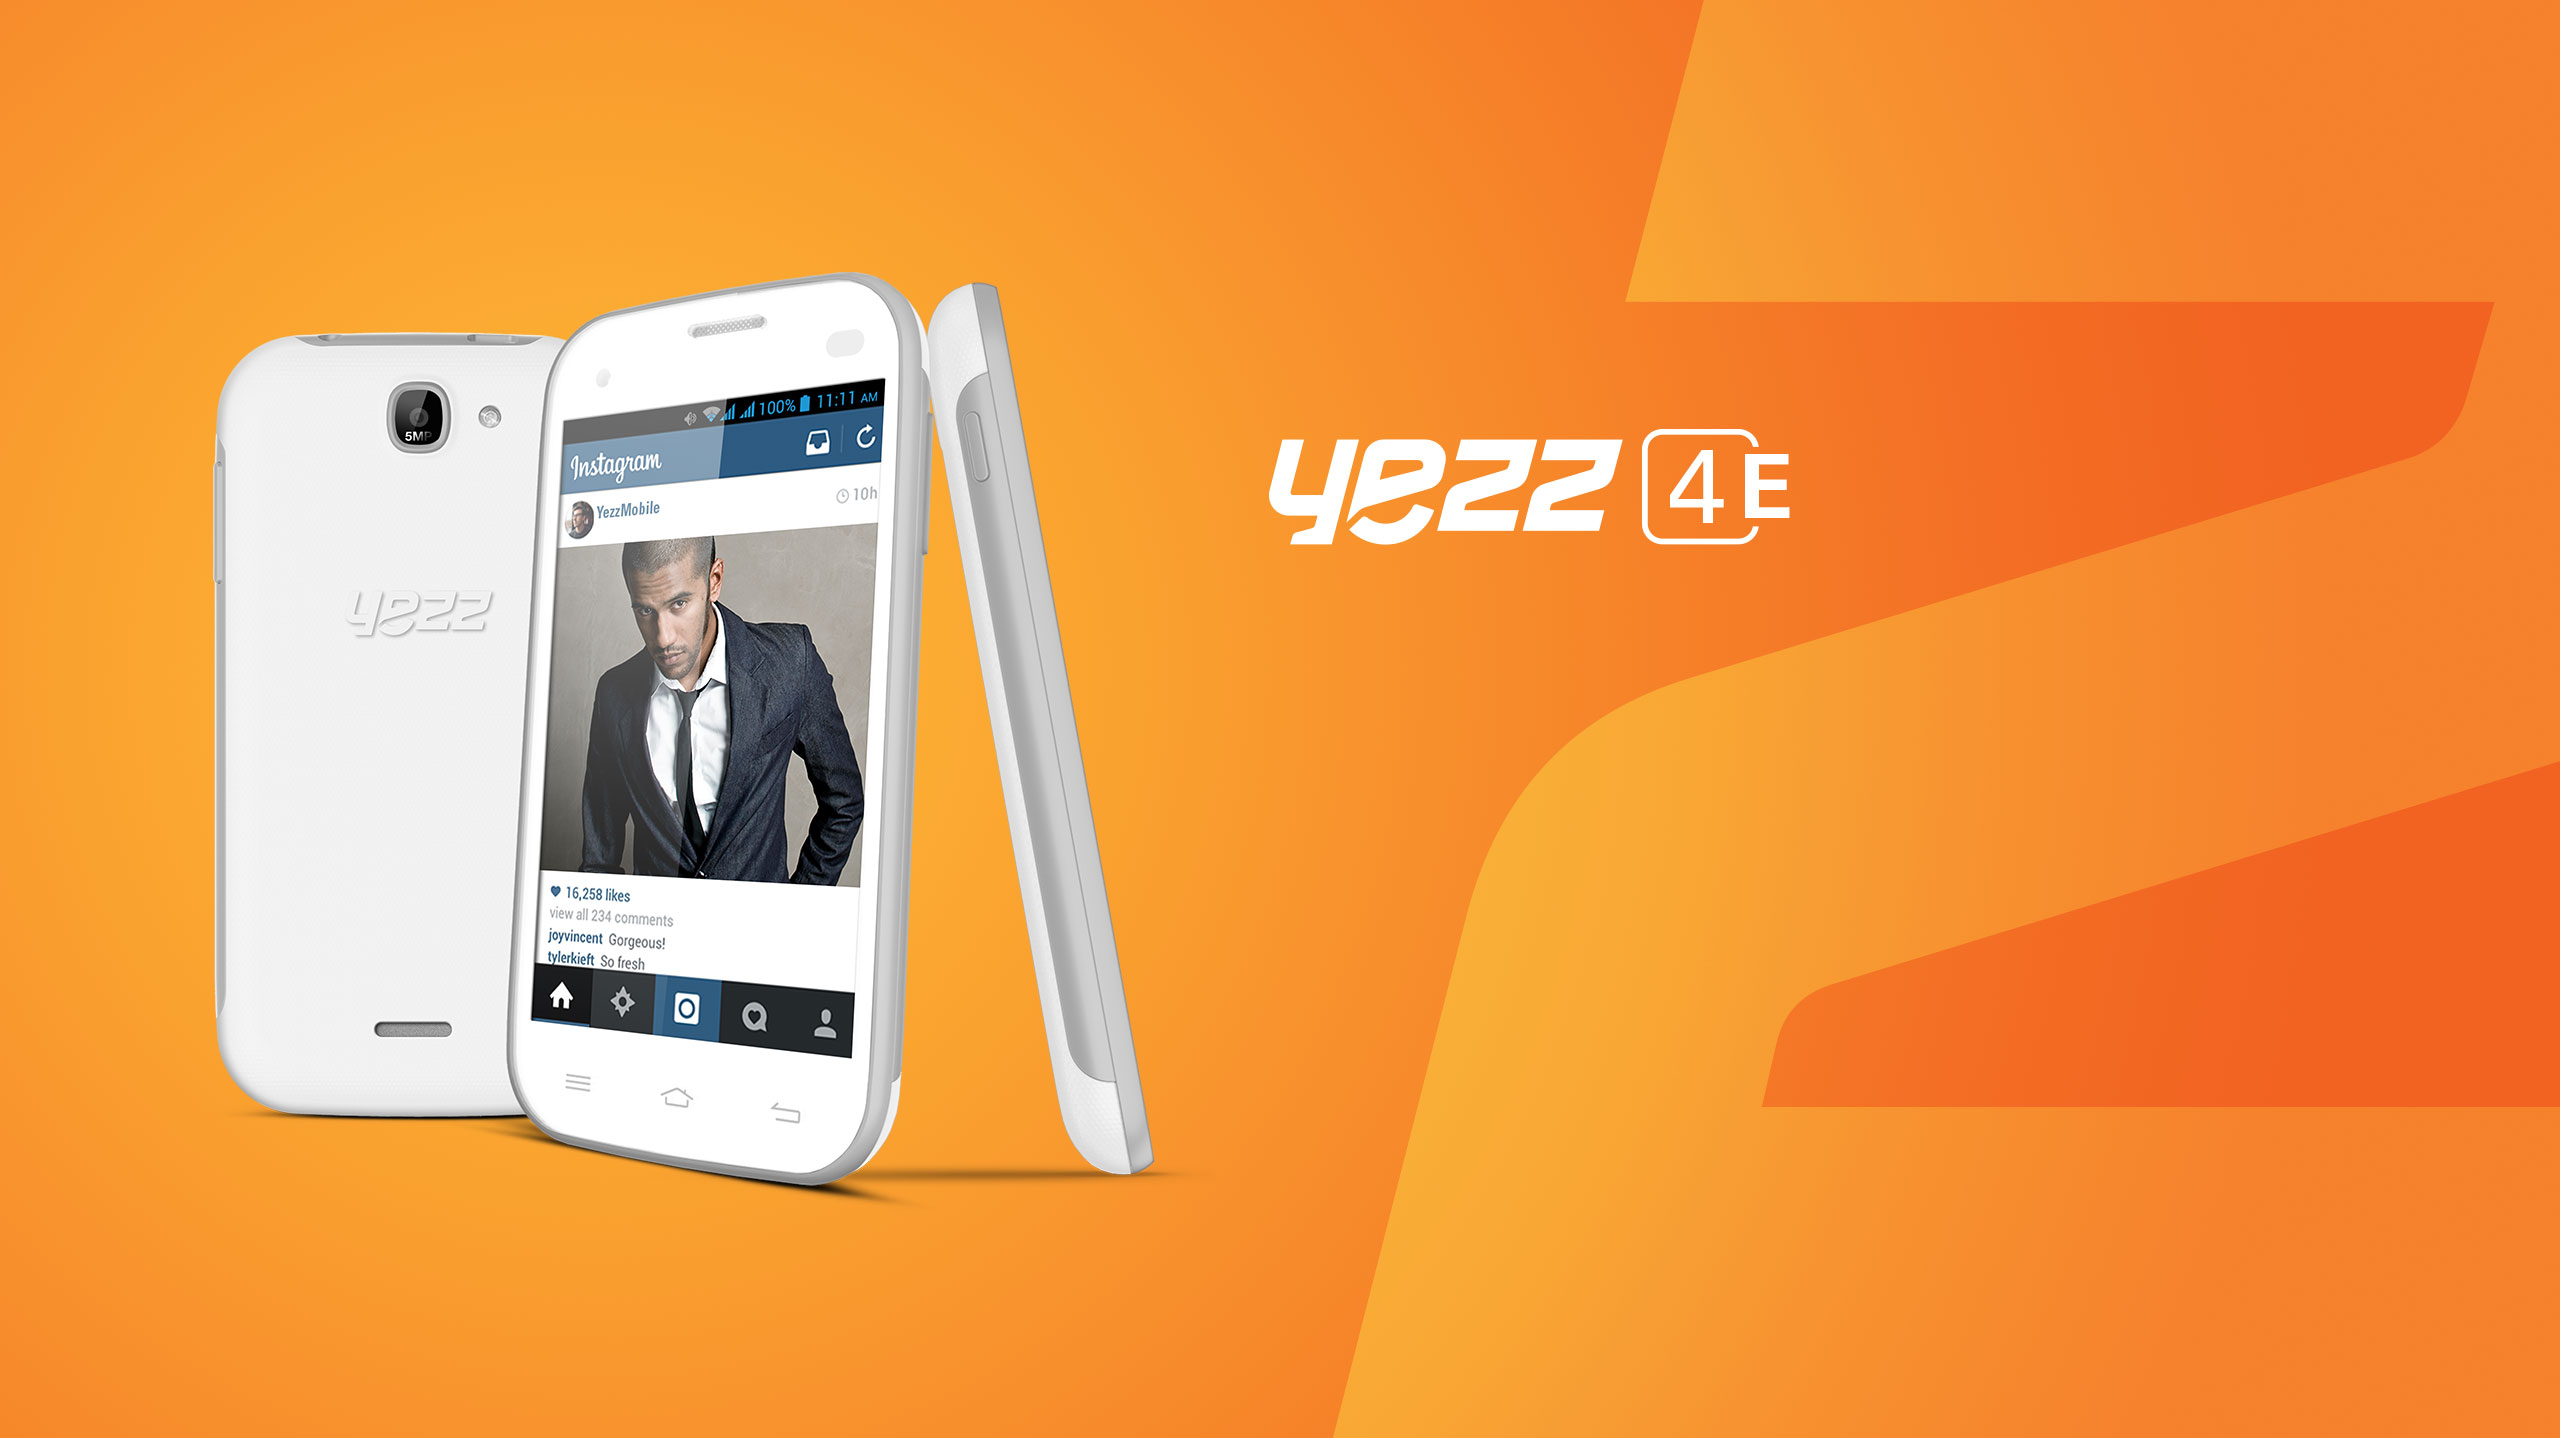 5MP
yezz
100% 11:11 AM
Instagram
YezzMobile
10h
16,258 likes
view all 234 comments
joyvincent Gorgeous!
tylerkieft So fresh
yezz 4E